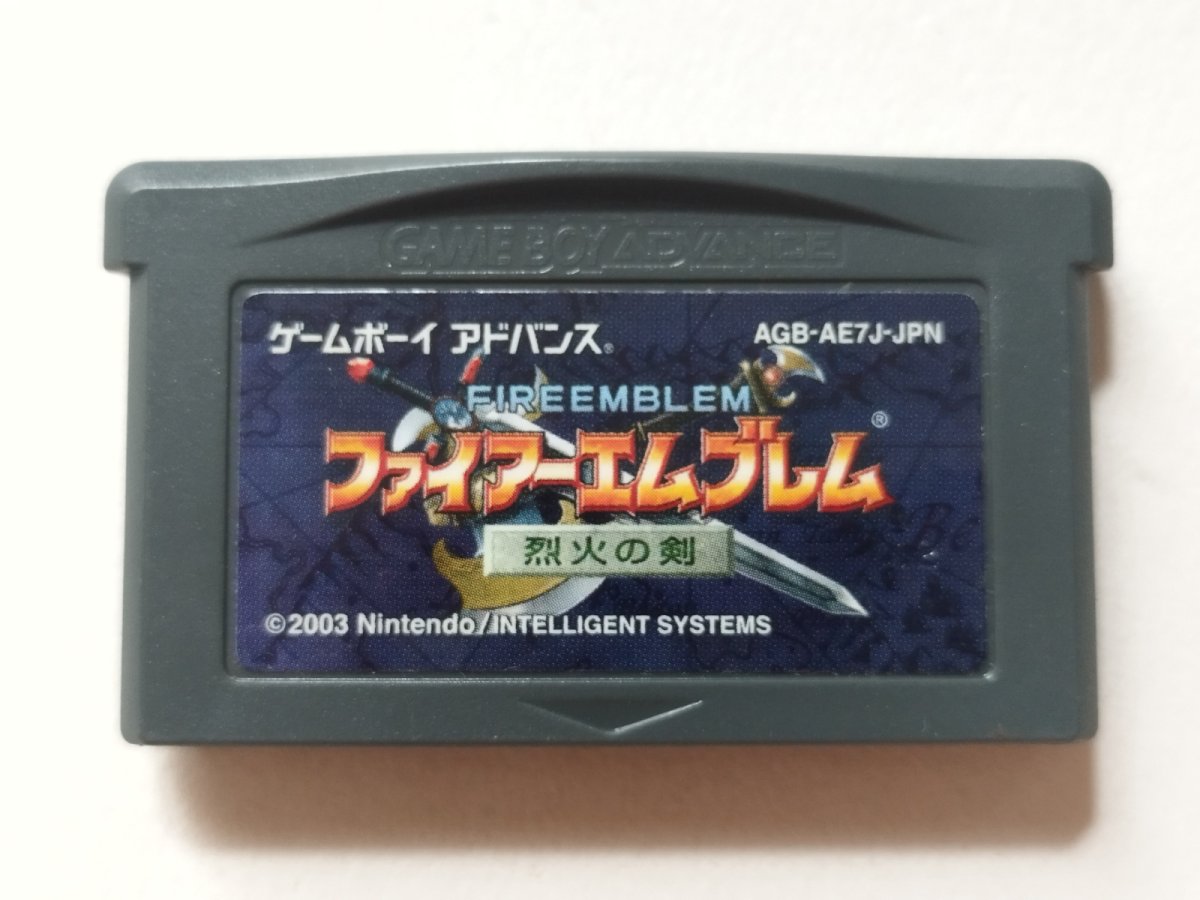 GAME BOY ADVANCE
ゲームボーイ アドバンス® AGB-AE7J-JPN
FIREEMBLEM
ファイアーエムブレム®
烈火の剣
©2003 Nintendo/INTELLIGENT SYSTEMS